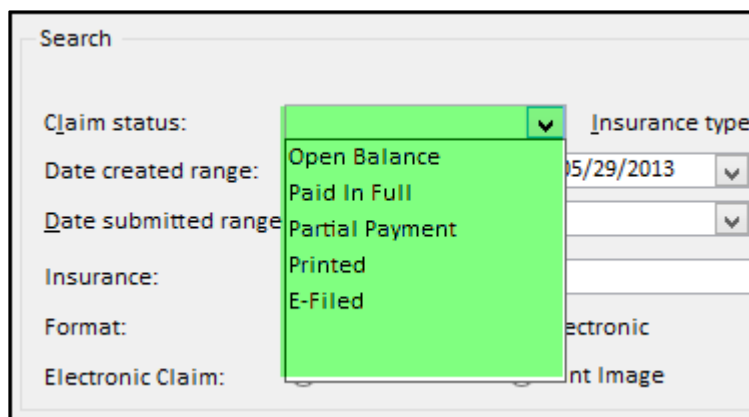 Search
Claim status:
Insurance type
Open Balance
Date created range:
05/29/2013
Paid In Full
Date submitted range
Partial Payment
Insurance:
Printed
E-Filed
Format:
ectronic
Electronic Claim:
nt Image